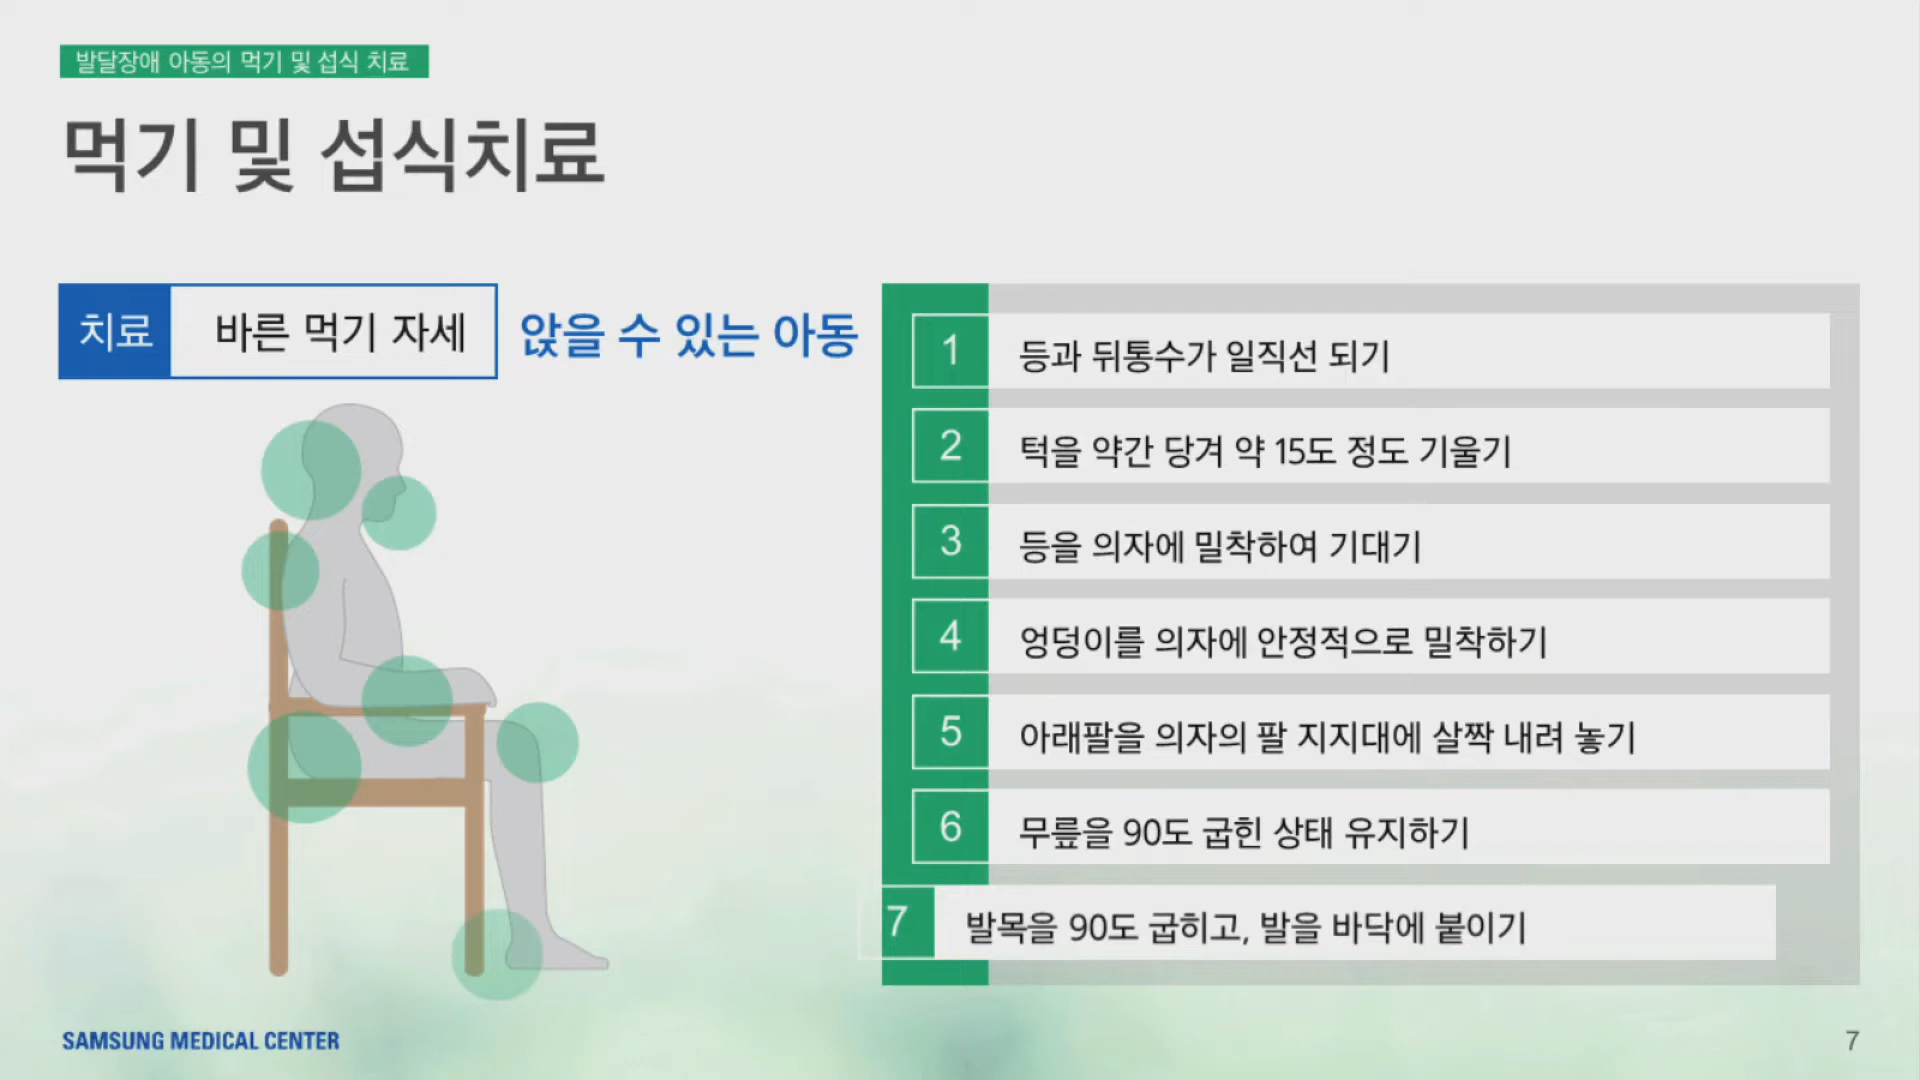 발달장애 아동의 먹기 및 섭식 치료
먹기 및 섭식치료
치료 바른 먹기 자세 앉을 수 있는 아동
1 등과 뒤통수가 일직선 되기
2 턱을 약간 당겨 약 15도 정도 기울기
3 등을 의자에 밀착하여 기대기
4 엉덩이를 의자에 안정적으로 밀착하기
5 아래팔을 의자의 팔 지지대에 살짝 내려 놓기
6 무릎을 90도 굽힌 상태 유지하기
7 발목을 90도 굽히고, 발을 바닥에 붙이기
SAMSUNG MEDICAL CENTER
7